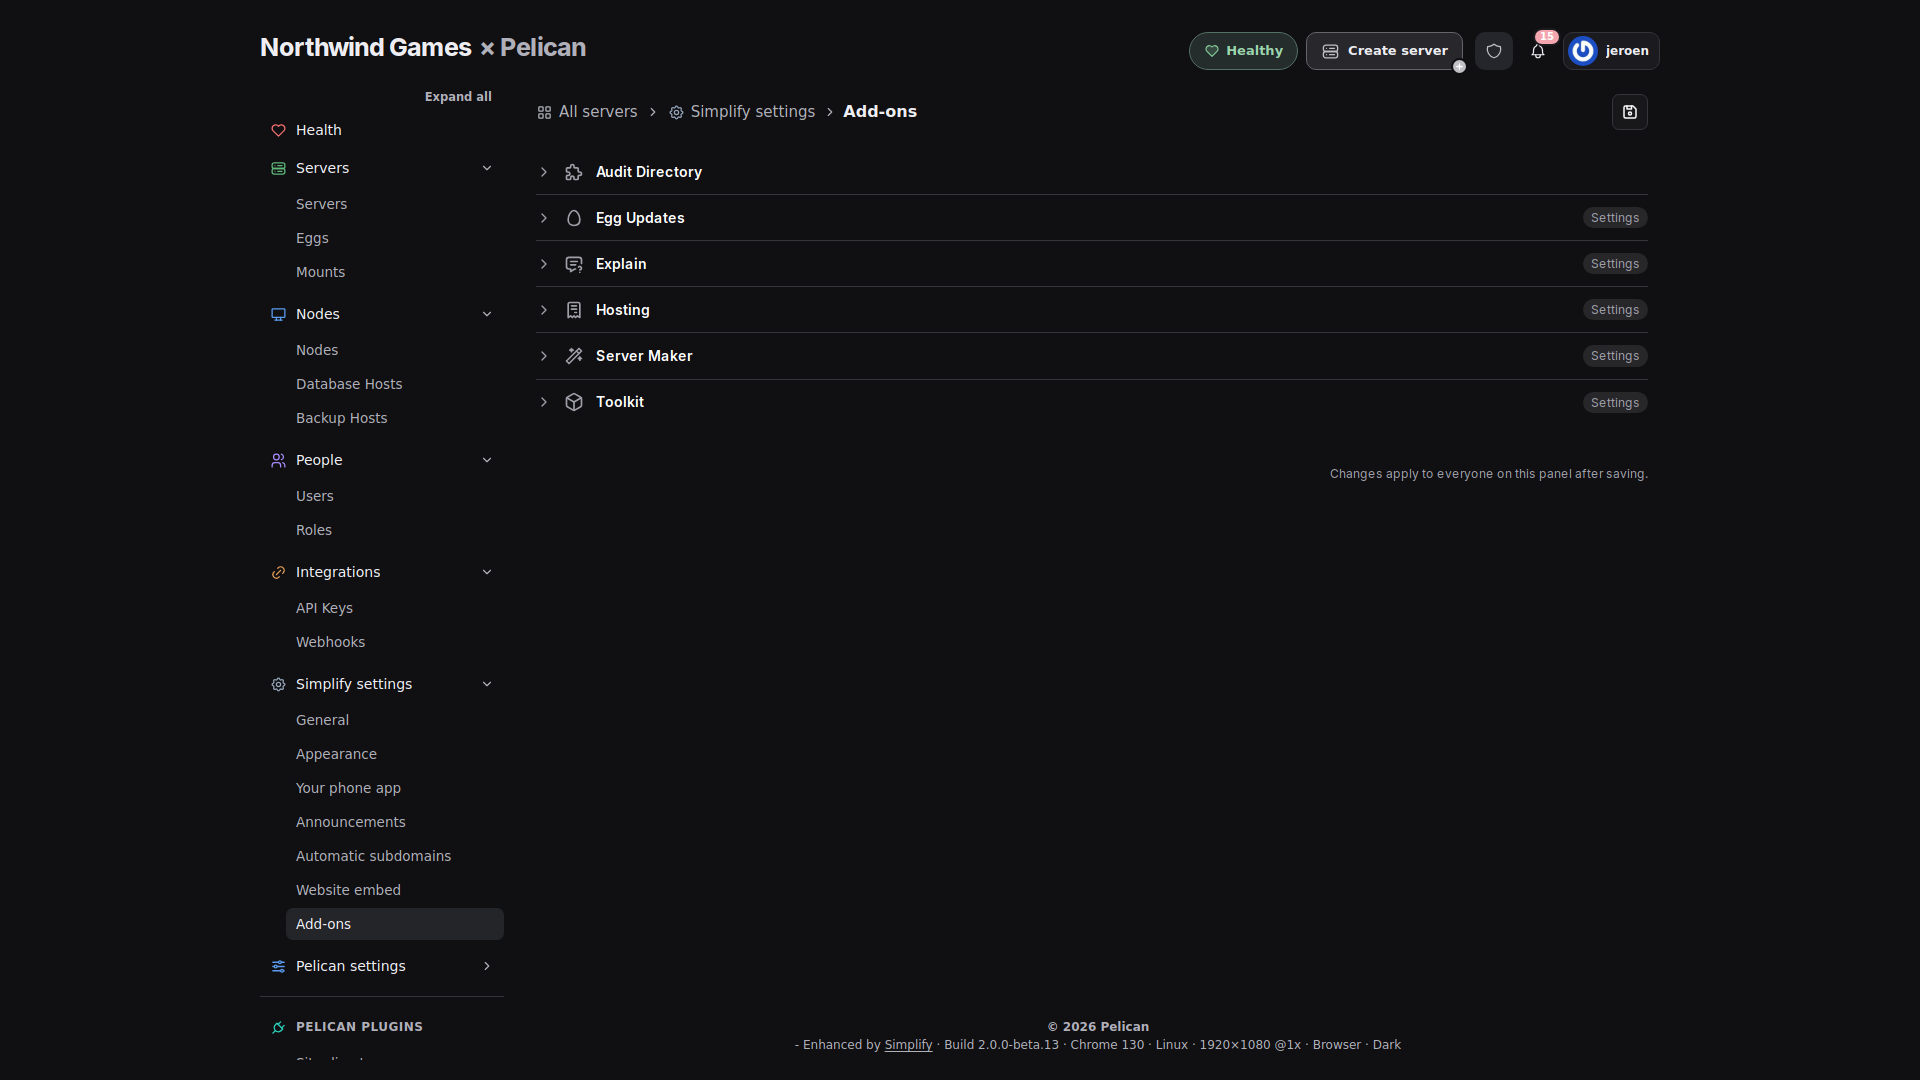 Northwind Games × Pelican
Healthy
Create server
15
jeroen
Expand all
Health
Servers
Servers
Eggs
Mounts
Nodes
Nodes
Database Hosts
Backup Hosts
People
Users
Roles
Integrations
API Keys
Webhooks
Simplify settings
General
Appearance
Your phone app
Announcements
Automatic subdomains
Website embed
Add-ons
Pelican settings
PELICAN PLUGINS
All servers > Simplify settings > Add-ons
Audit Directory
Egg Updates Settings
Explain Settings
Hosting Settings
Server Maker Settings
Toolkit Settings
Changes apply to everyone on this panel after saving.
© 2026 Pelican
- Enhanced by Simplify · Build 2.0.0-beta.13 · Chrome 130 · Linux · 1920×1080 @1x · Browser · Dark